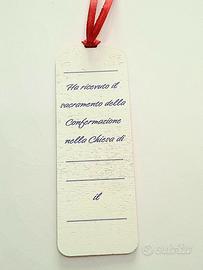 Ha ricevuto il
sacramento della
Confermazione
nella Chiesa di
il
subito